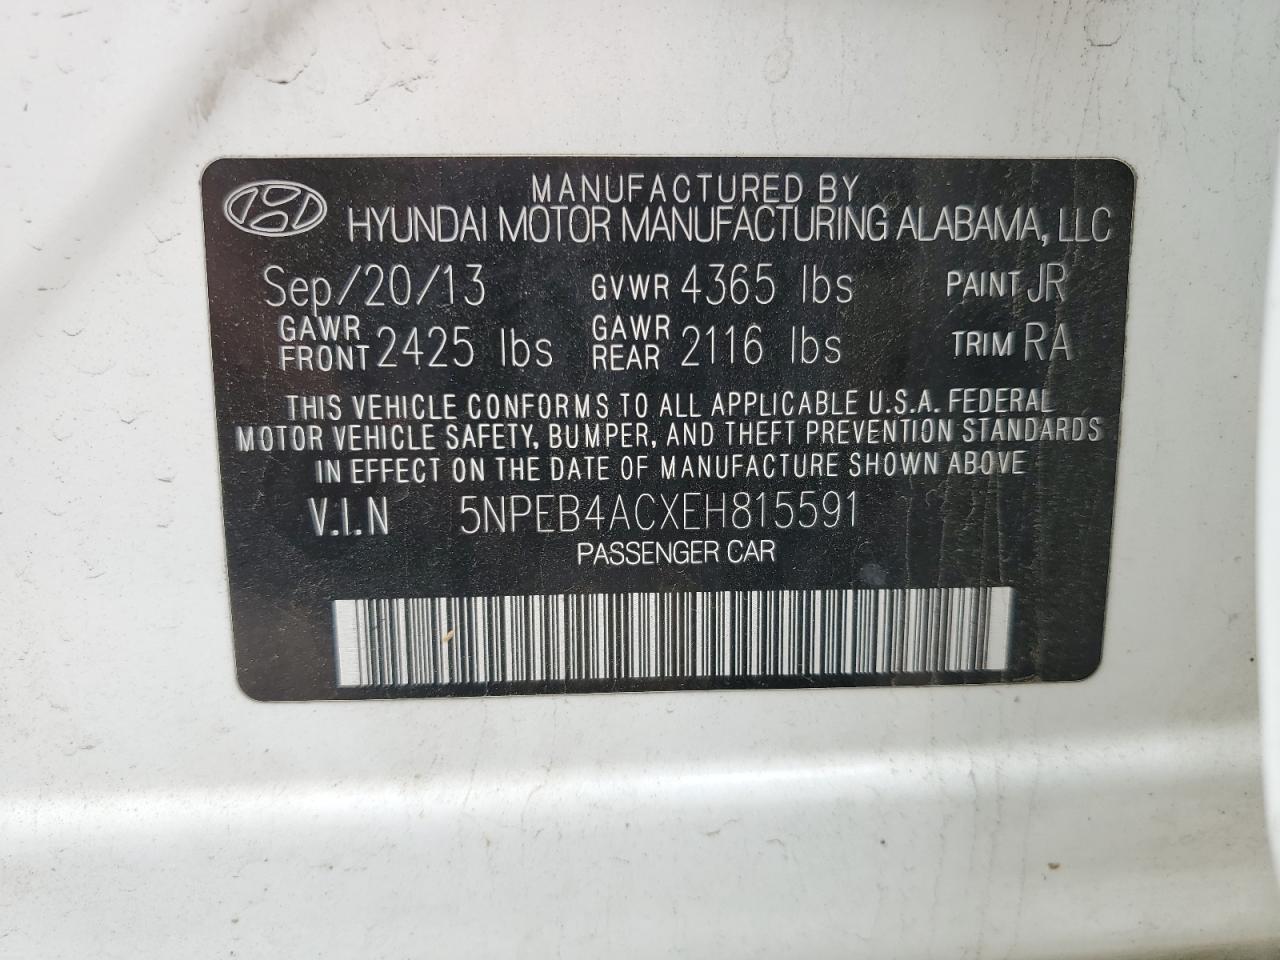 MANUFACTURED BY
HYUNDAI MOTOR MANUFACTURING ALABAMA, LLC
Sep/20/13 GVWR 4365 lbs PAINT JR
GAWR FRONT 2425 lbs GAWR REAR 2116 lbs TRIM RA
THIS VEHICLE CONFORMS TO ALL APPLICABLE U.S.A. FEDERAL
MOTOR VEHICLE SAFETY, BUMPER, AND THEFT PREVENTION STANDARDS
IN EFFECT ON THE DATE OF MANUFACTURE SHOWN ABOVE
V.I.N 5NPEB4ACXEH815591
PASSENGER CAR